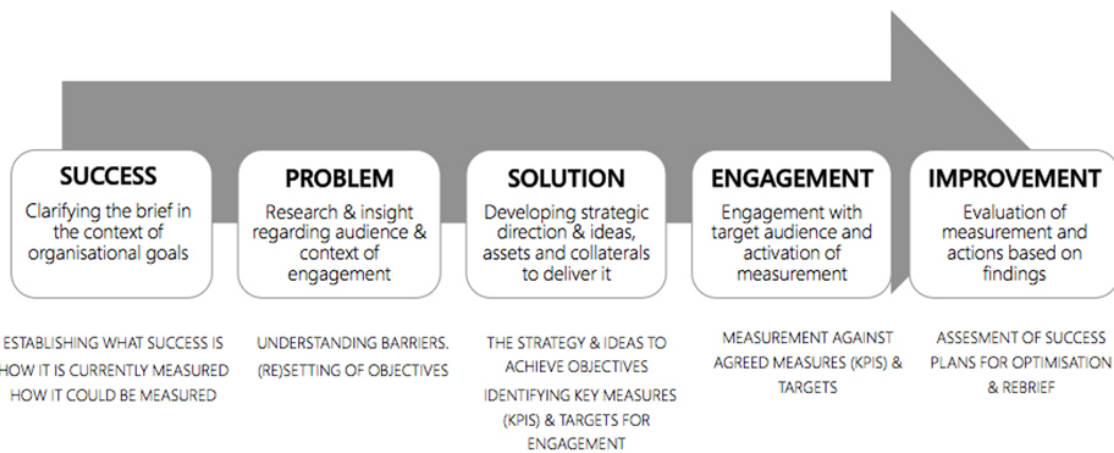 SUCCESS
Clarifying the brief in
the context of
organisational goals
PROBLEM
Research & insight
regarding audience &
context of
engagement
SOLUTION
Developing strategic
direction & ideas,
assets and collaterals
to deliver it
ENGAGEMENT
Engagement with
target audience and
activation of
measurement
IMPROVEMENT
Evaluation of
measurement and
actions based on
findings
ESTABLISHING WHAT SUCCESS IS
HOW IT IS CURRENTLY MEASURED
HOW IT COULD BE MEASURED
UNDERSTANDING BARRIERS.
(RE)SETTING OF OBJECTIVES
THE STRATEGY & IDEAS TO
ACHIEVE OBJECTIVES
IDENTIFYING KEY MEASURES
(KPIS) & TARGETS FOR
ENGAGEMENT
MEASUREMENT AGAINST
AGREED MEASURES (KPIS) &
TARGETS
ASSESMENT OF SUCCESS
PLANS FOR OPTIMISATION
& REBRIEF